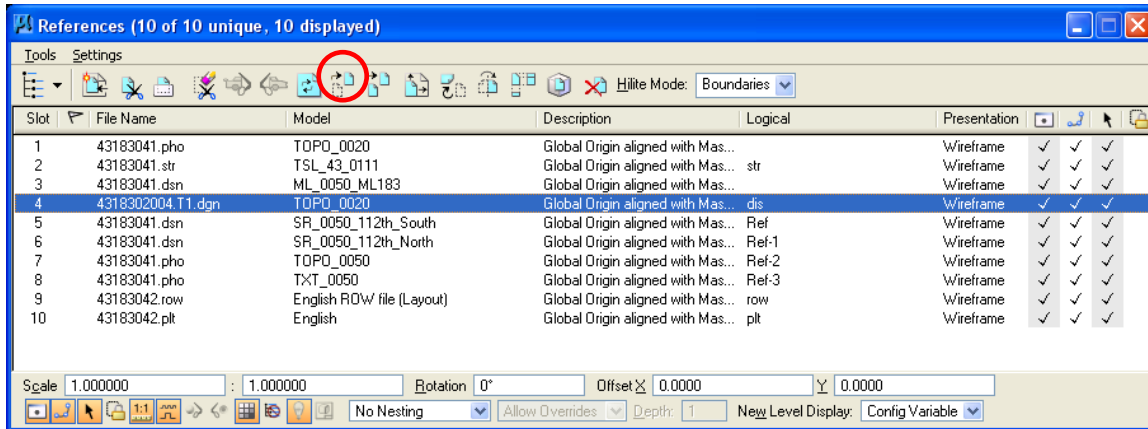 References (10 of 10 unique, 10 displayed)
Tools Settings
Hilite Mode: Boundaries
Slot File Name Model Description Logical Presentation
1 43183041.pho TOPO_0020 Global Origin aligned with Mas... Wireframe
2 43183041.str TSL_43_0111 Global Origin aligned with Mas... str Wireframe
3 43183041.dsn ML_0050_ML183 Global Origin aligned with Mas... Wireframe
4 4318302004.T1.dgn TOPO_0020 Global Origin aligned with Mas... dis Wireframe
5 43183041.dsn SR_0050_112th_South Global Origin aligned with Mas... Ref Wireframe
6 43183041.dsn SR_0050_112th_North Global Origin aligned with Mas... Ref-1 Wireframe
7 43183041.pho TOPO_0050 Global Origin aligned with Mas... Ref-2 Wireframe
8 43183041.pho TXT_0050 Global Origin aligned with Mas... Ref-3 Wireframe
9 43183042.row English ROW file (Layout) Global Origin aligned with Mas... row Wireframe
10 43183042.plt English Global Origin aligned with Mas... plt Wireframe
Scale 1.000000 : 1.000000 Rotation 0° Offset X 0.0000 Y 0.0000
1:1 No Nesting Allow Overrides Depth: 1 New Level Display: Config Variable